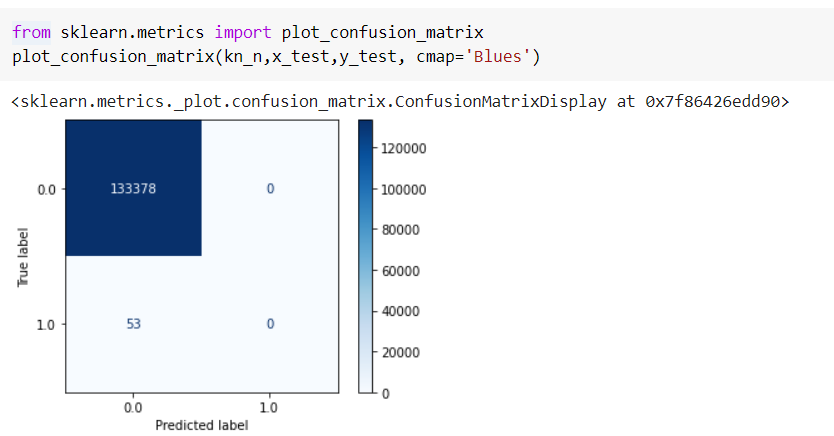 from sklearn.metrics import plot_confusion_matrix
plot_confusion_matrix(kn_n,x_test,y_test, cmap='Blues')
<sklearn.metrics._plot.confusion_matrix.ConfusionMatrixDisplay at 0x7f86426edd90>
120000
133378 0
0.0
100000
80000
True label
60000
40000
53 0
1.0
20000
0
0.0 1.0
Predicted label